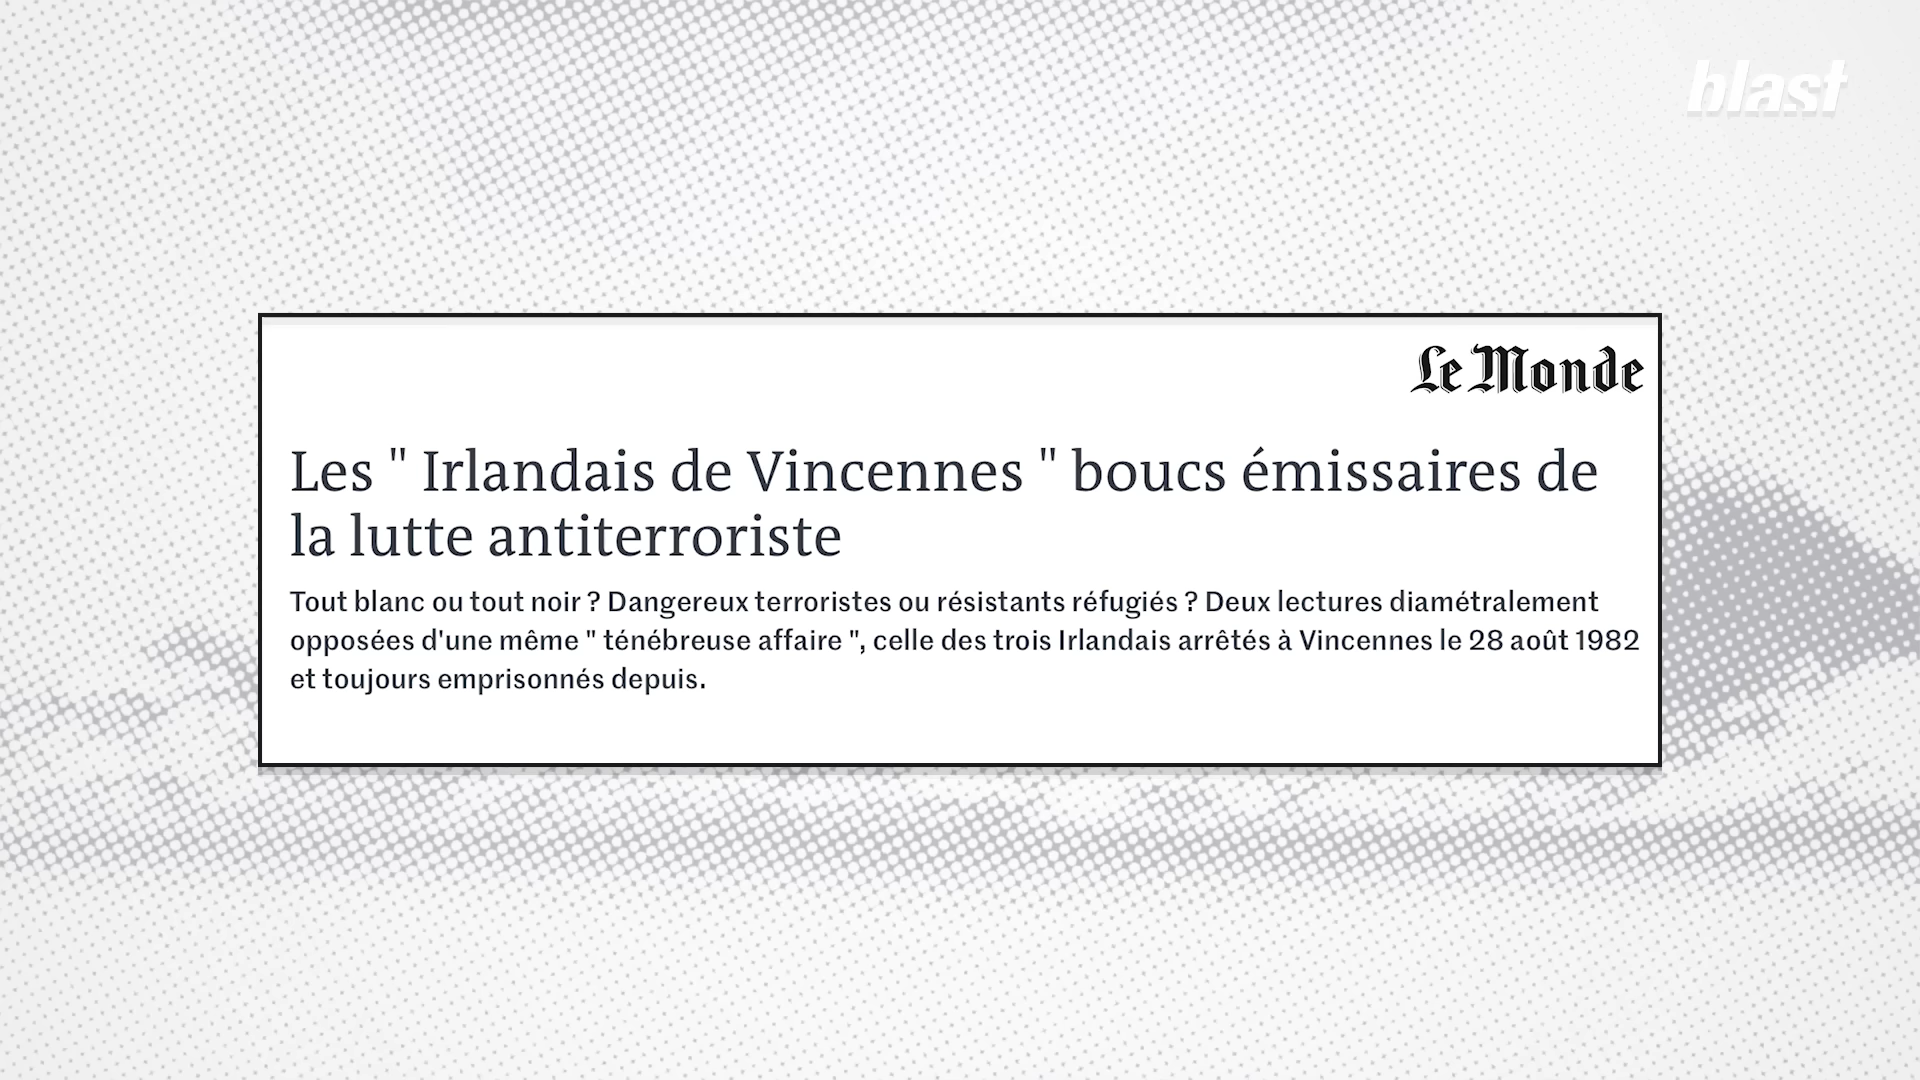 blast
Le Monde
Les " Irlandais de Vincennes " boucs émissaires de
la lutte antiterroriste
Tout blanc ou tout noir ? Dangereux terroristes ou résistants réfugiés ? Deux lectures diamétralement
opposées d'une même " ténébreuse affaire ", celle des trois Irlandais arrêtés à Vincennes le 28 août 1982
et toujours emprisonnés depuis.